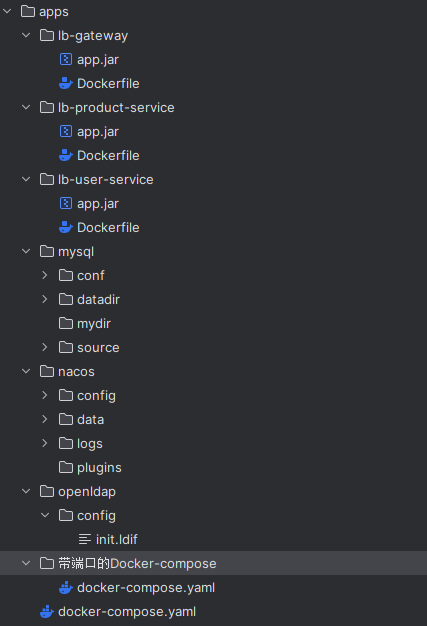 apps
lb-gateway
app.jar
Dockerfile
lb-product-service
app.jar
Dockerfile
lb-user-service
app.jar
Dockerfile
mysql
conf
datadir
mydir
source
nacos
config
data
logs
plugins
openldap
config
init.ldif
带端口的Docker-compose
docker-compose.yaml
docker-compose.yaml